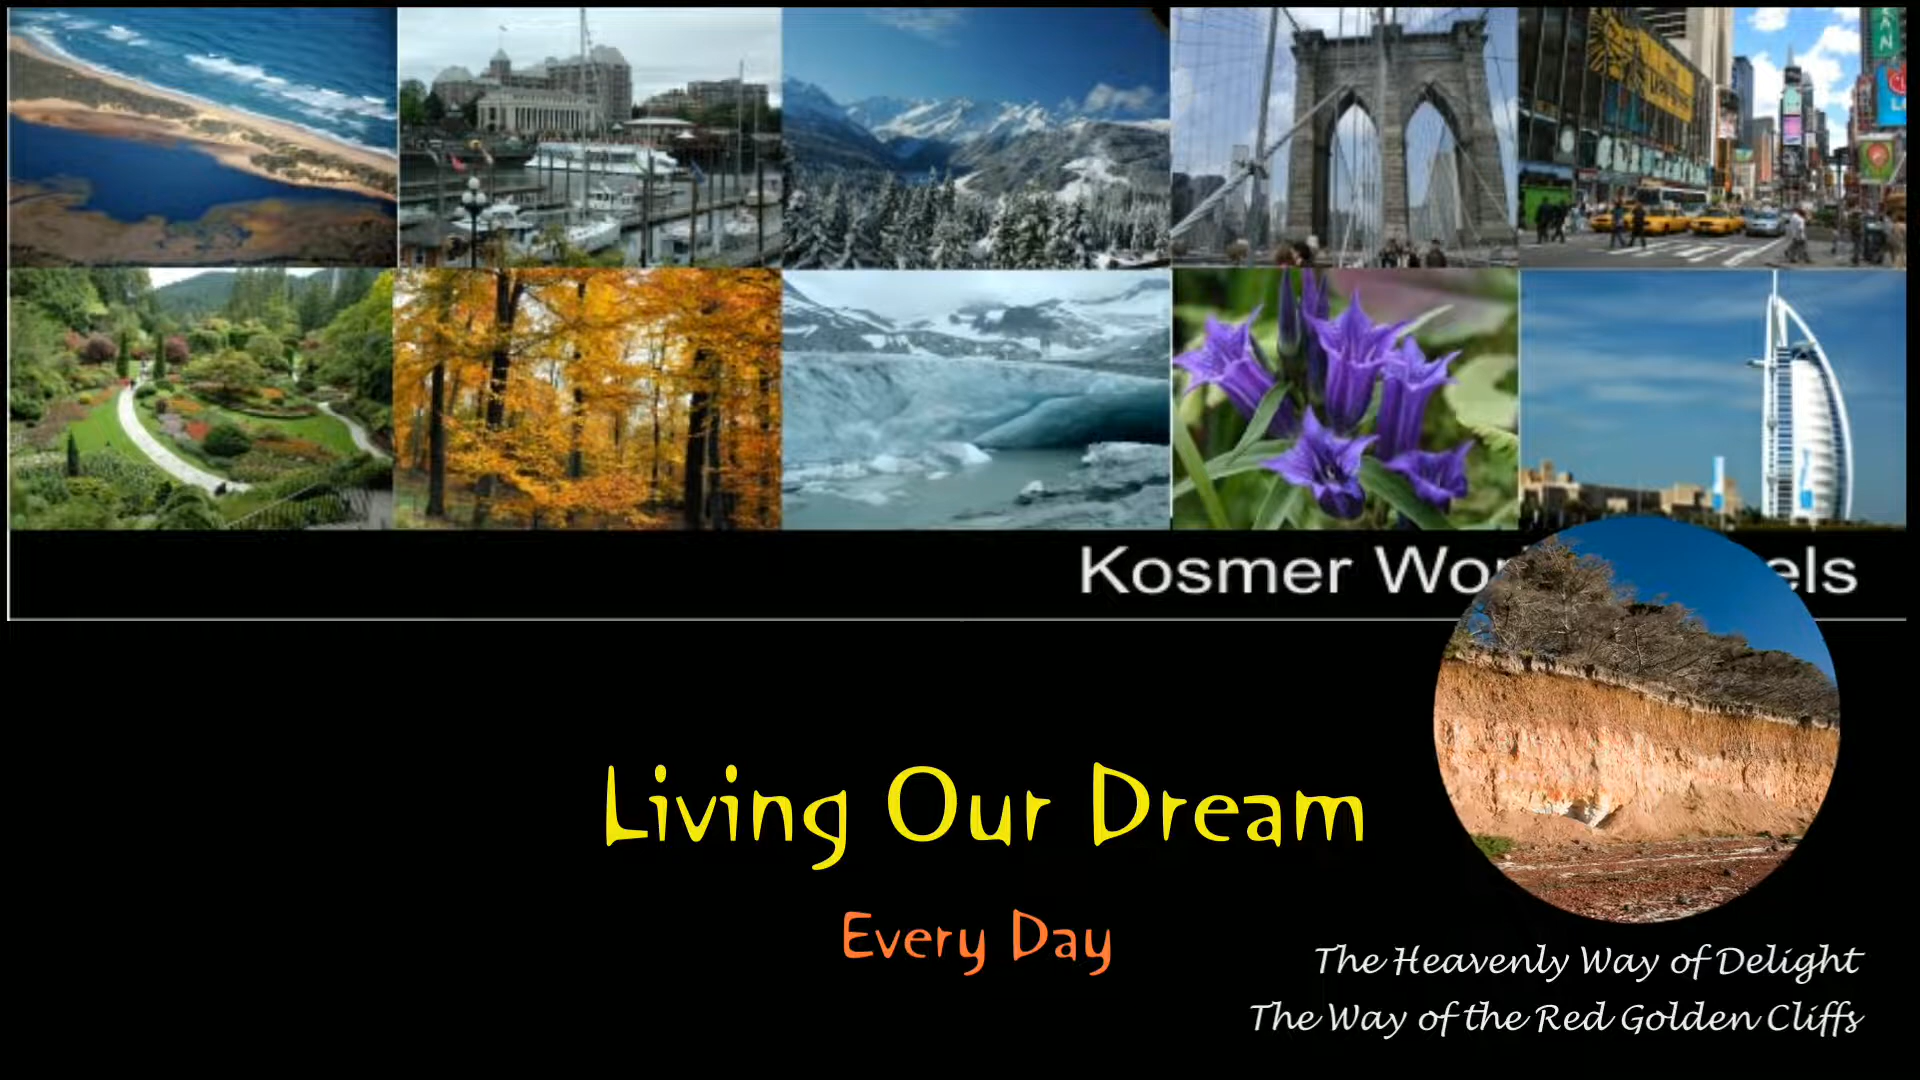 Kosmer Wo els
Living Our Dream
Every Day
The Heavenly Way of Delight
The Way of the Red Golden Cliffs